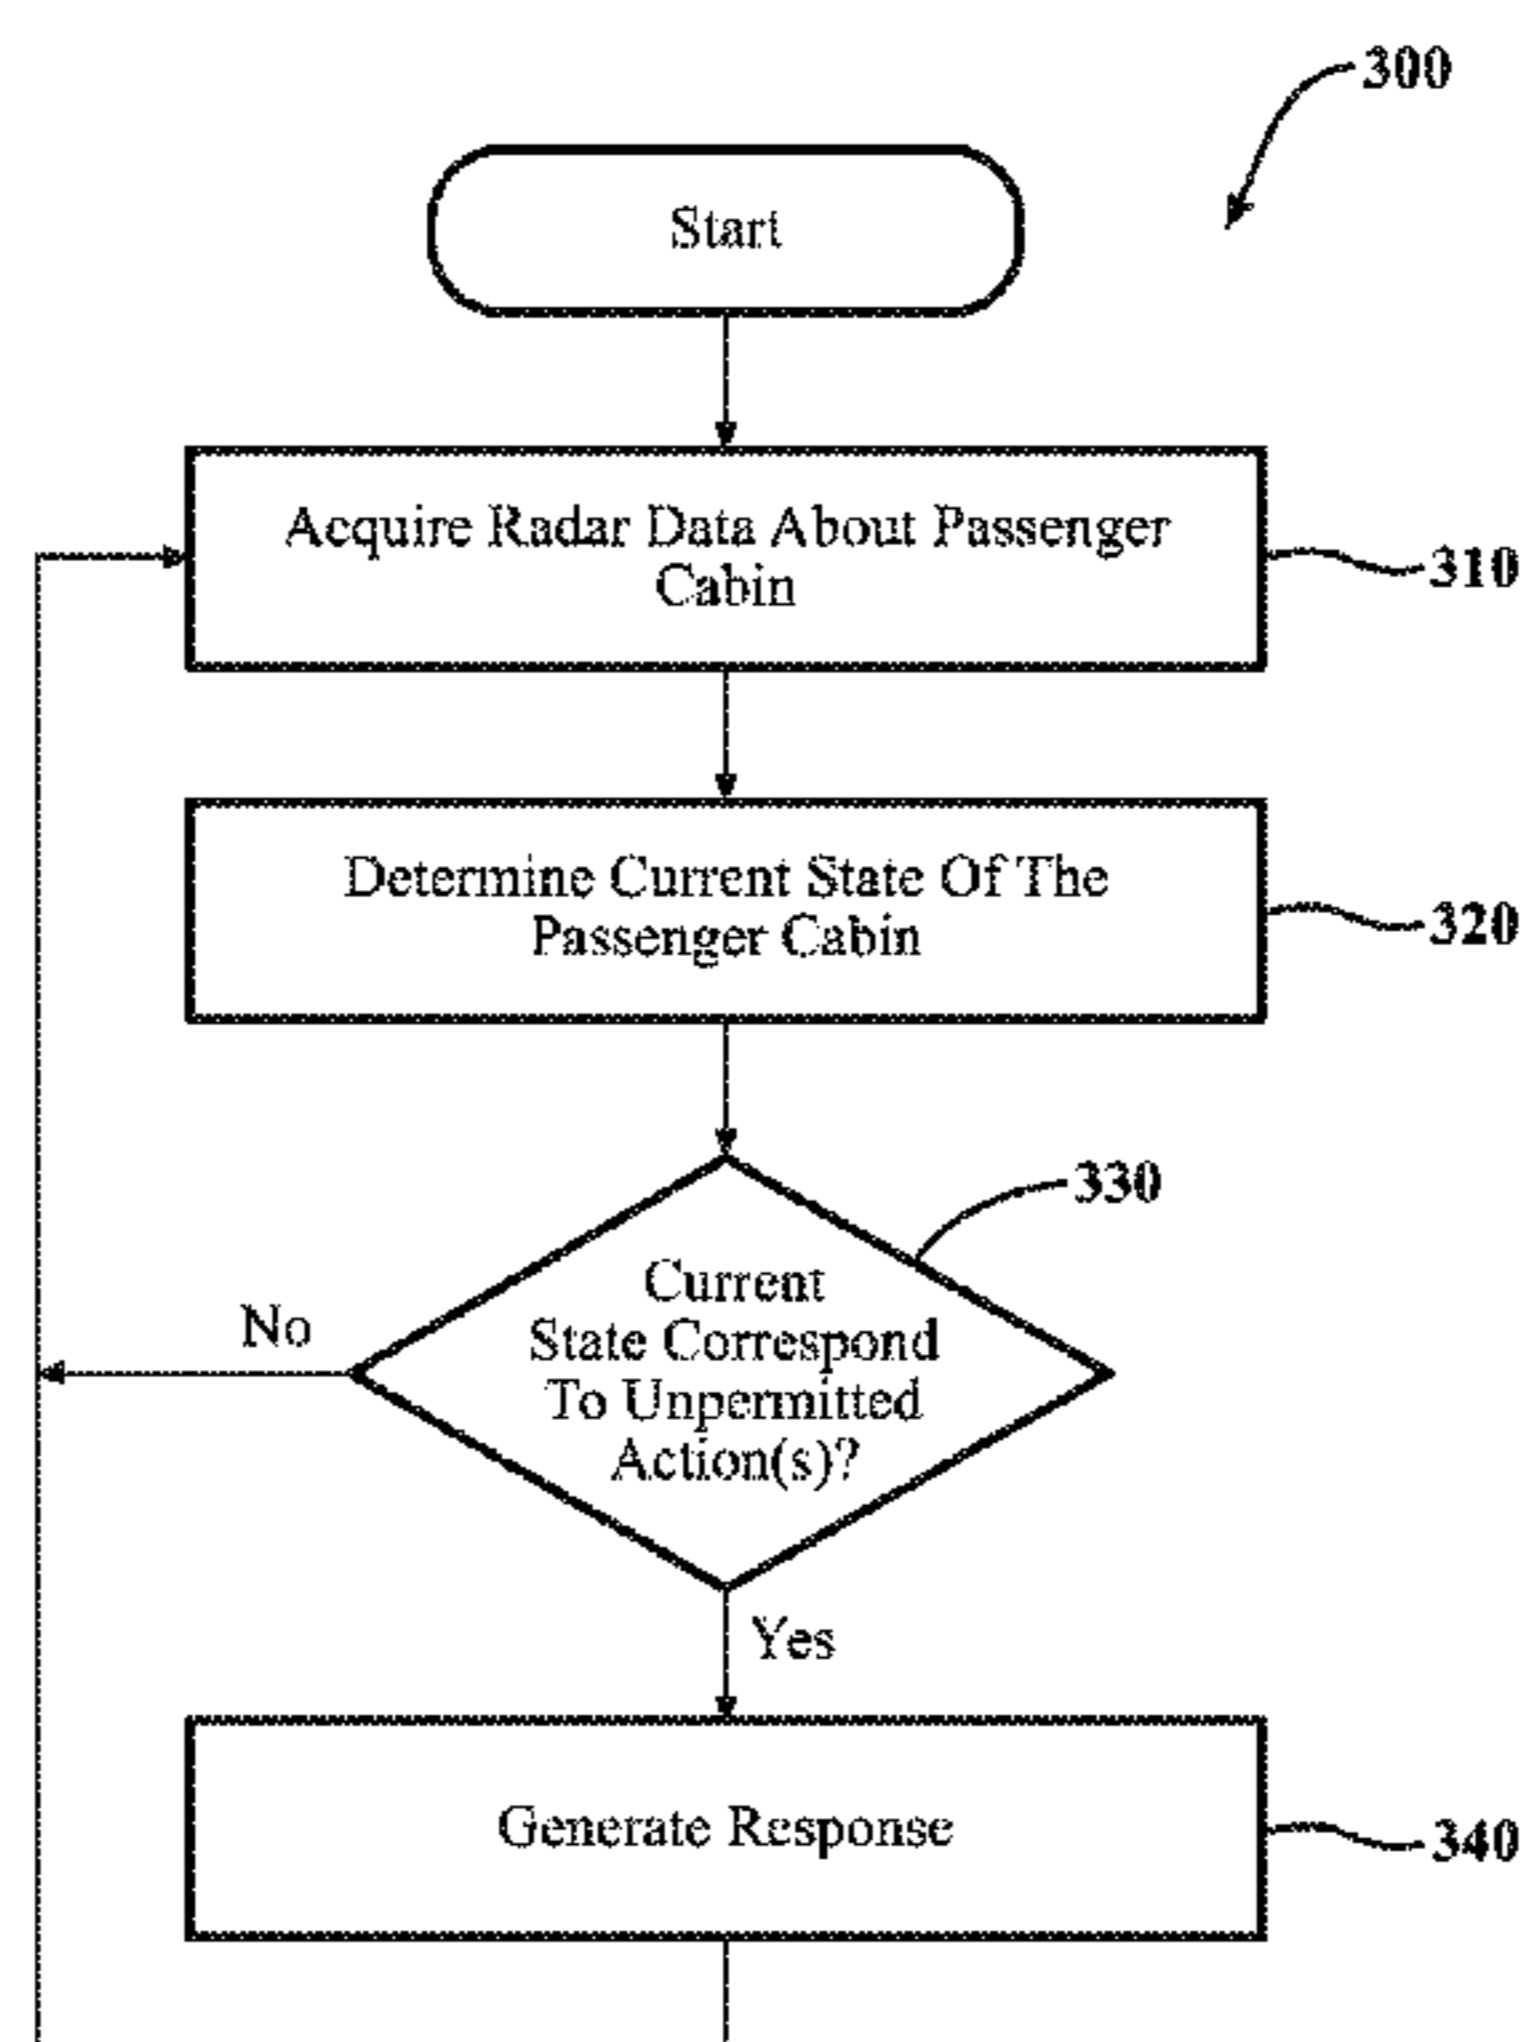 300
Start
Acquire Radar Data About Passenger
Cabin
310
Determine Current State Of The
Passenger Cabin
320
330
Current
State Correspond
To Unpermitted
Action(s)?
No
Yes
Generate Response
340